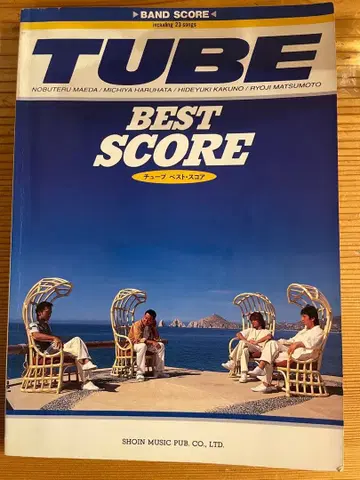 ▶BAND SCORE◀
including 23 songs
TUBE
NOBUTERU MAEDA / MICHIYA HARUHATA / HIDEYUKI KAKUNO / RYOJI MATSUMOTO
BEST
SCORE
チューブ ベスト・スコア
SHOIN MUSIC PUB. CO., LTD.